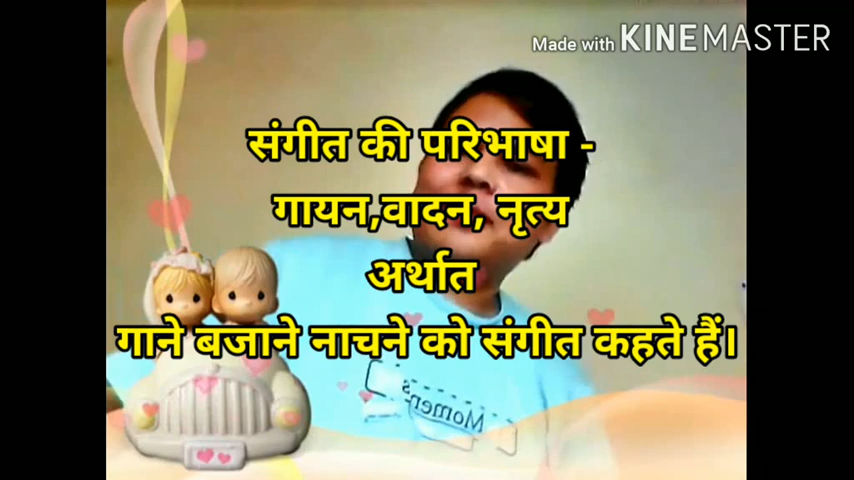 Made with KINEMASTER
संगीत की परिभाषा -
गायन,वादन, नृत्य
अर्थात
गाने बजाने नाचने को संगीत कहते हैं।